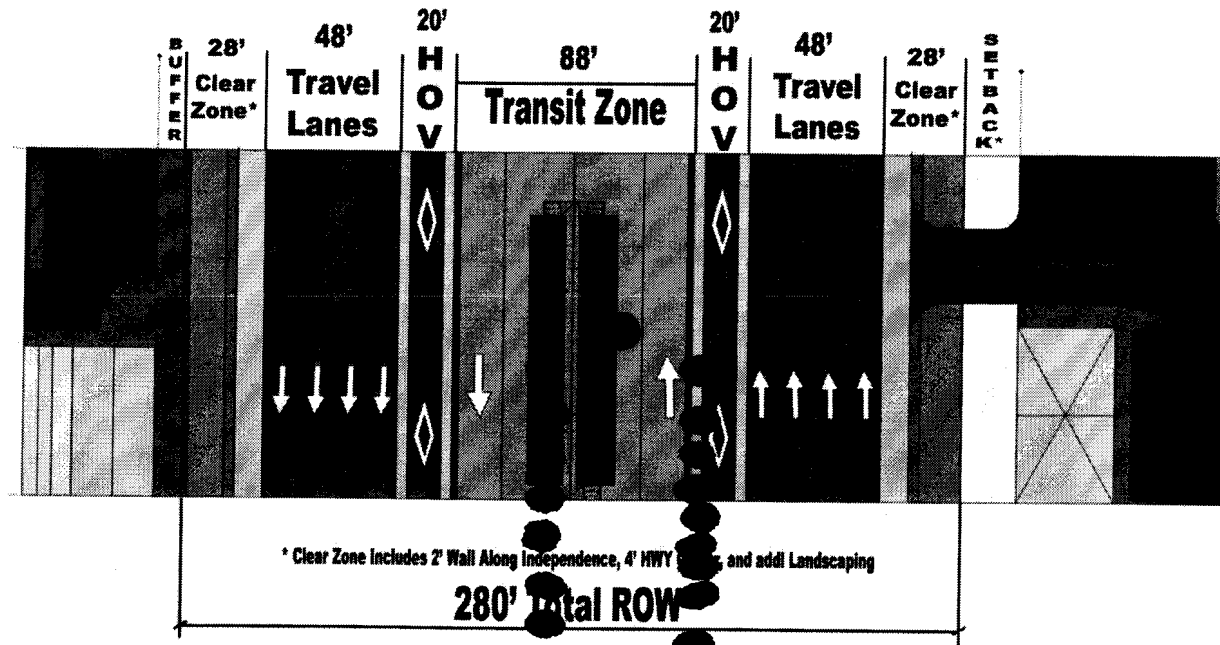 BUFFER
28'
Clear
Zone*
48'
Travel
Lanes
20'
HOV
88'
Transit Zone
20'
HOV
48'
Travel
Lanes
28'
Clear
Zone*
SETBACK*
* Clear Zone includes 2' Wall Along Independence, 4' HWY and addl Landscaping
280' Total ROW